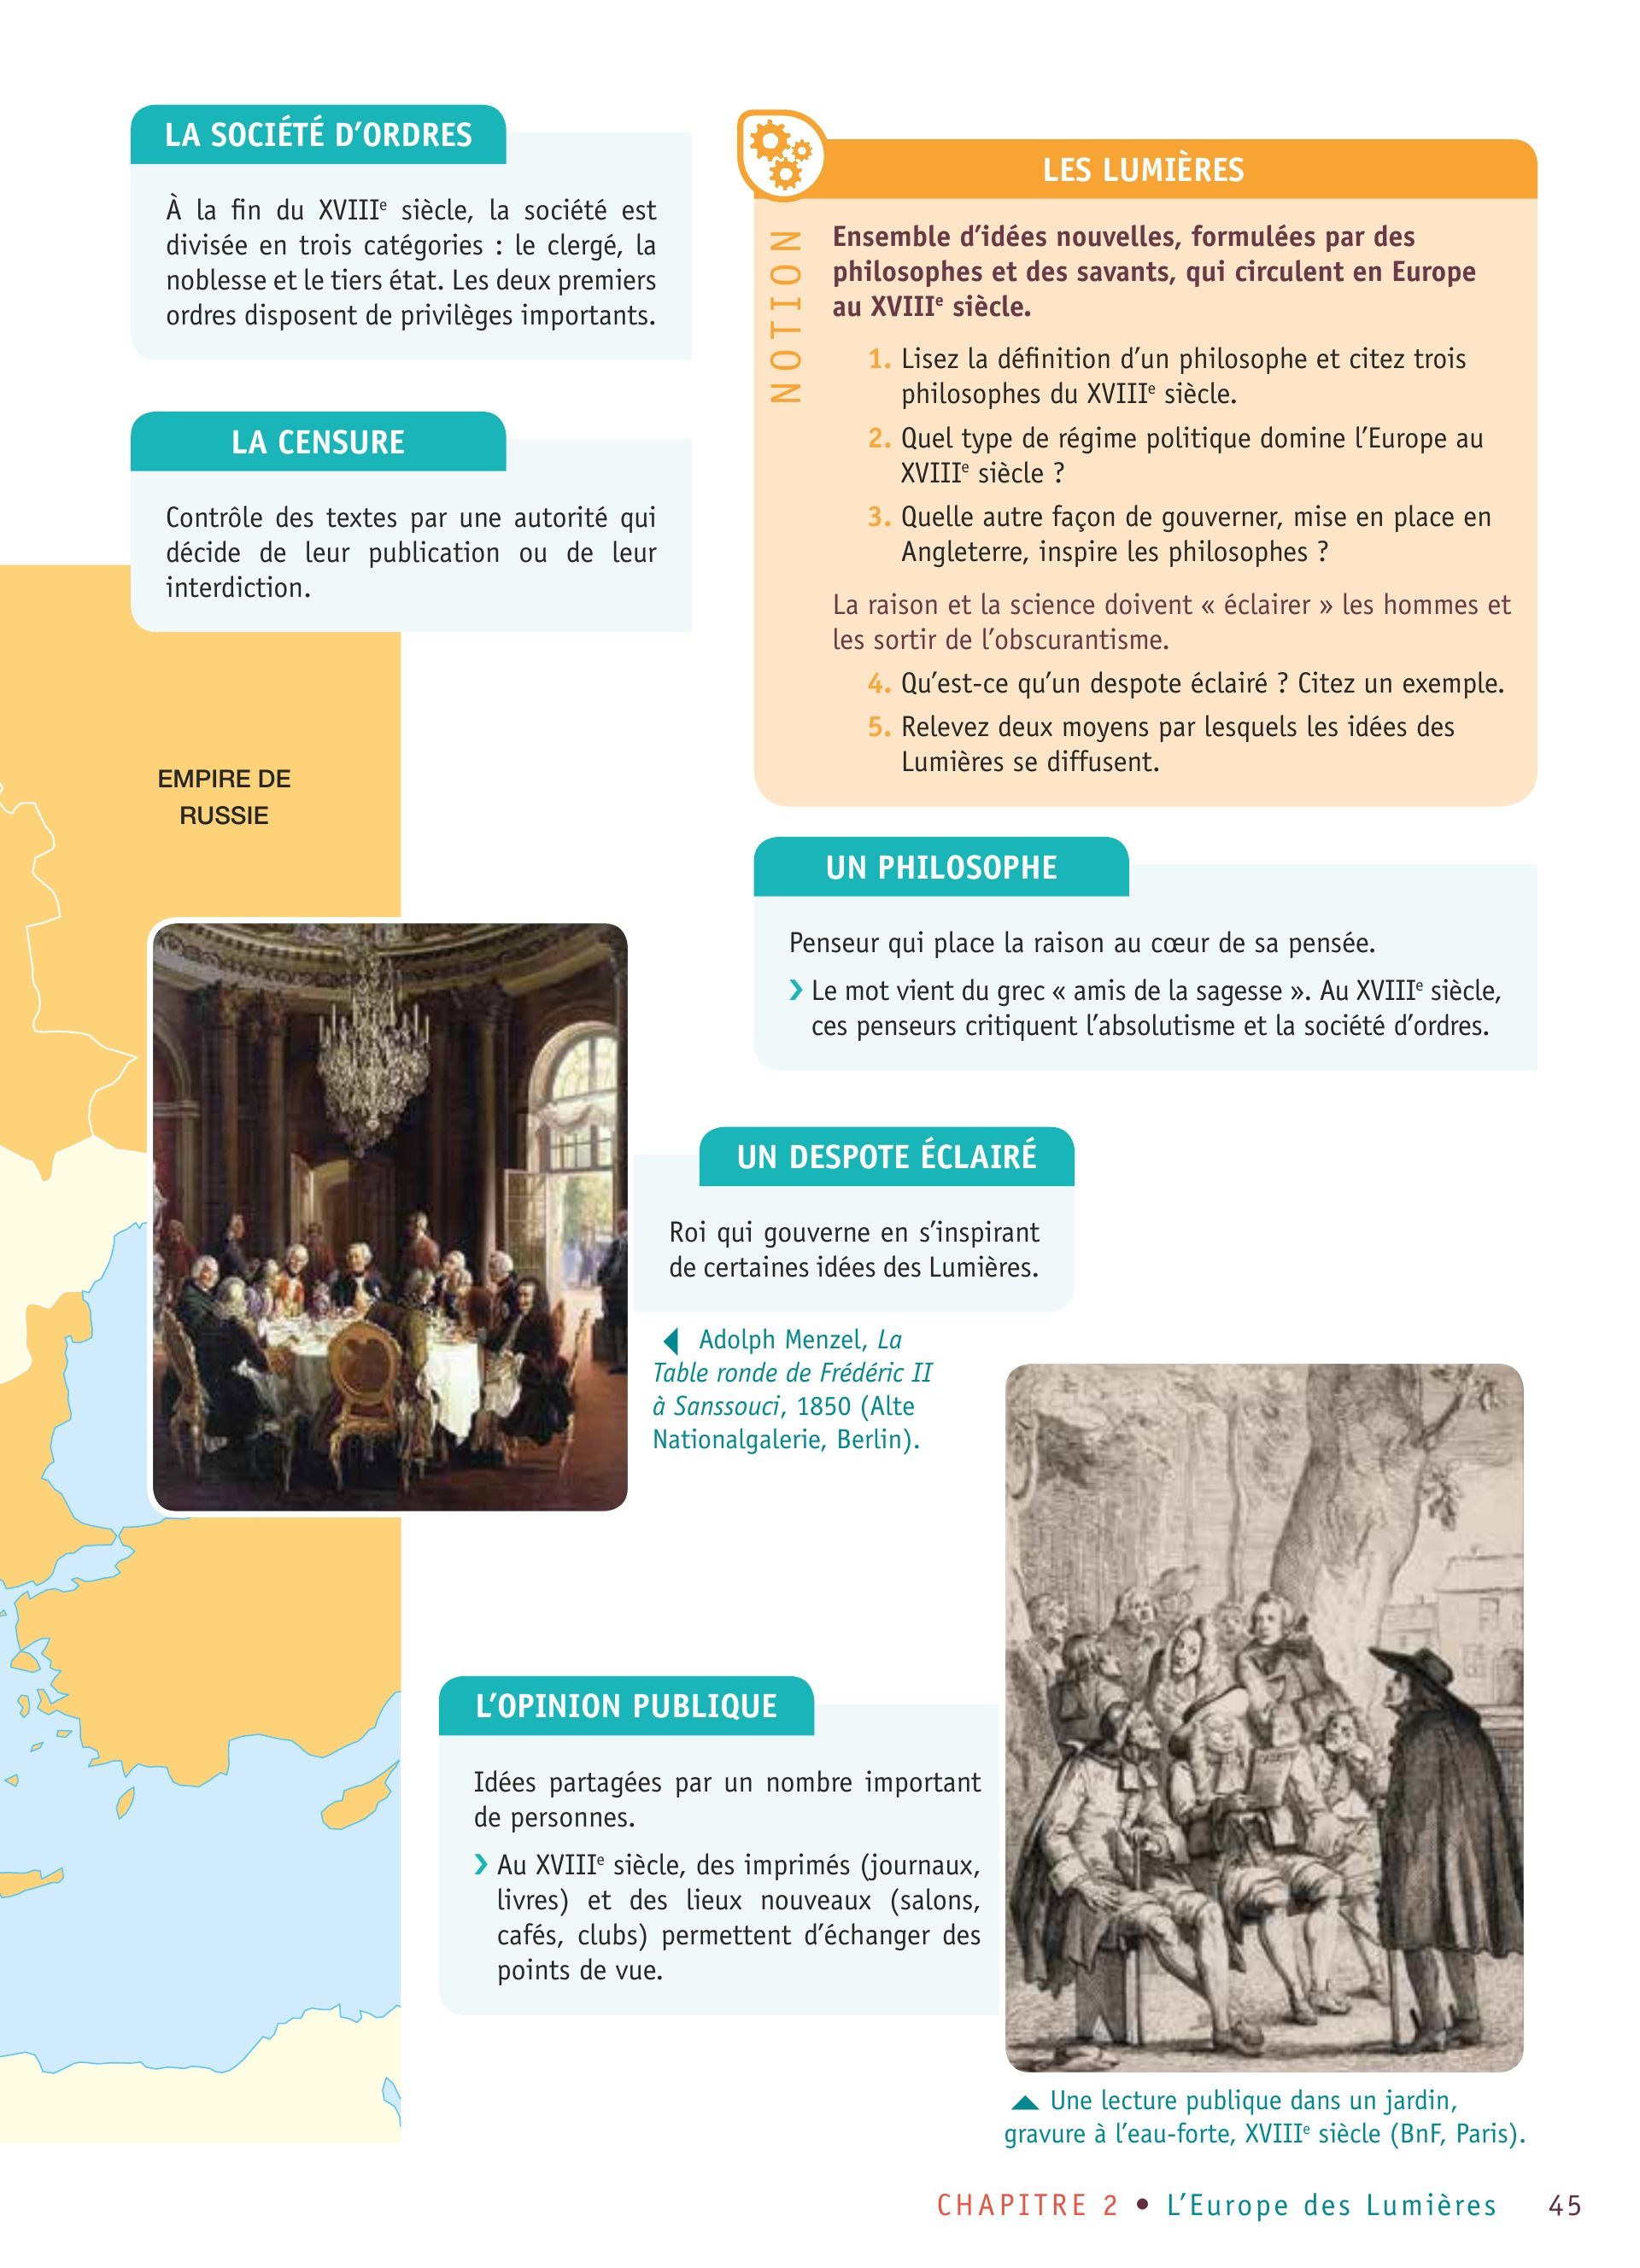 LA SOCIÉTÉ D’ORDRES
À la fin du XVIIIe siècle, la société est
divisée en trois catégories : le clergé, la
noblesse et le tiers état. Les deux premiers
ordres disposent de privilèges importants.
LA CENSURE
Contrôle des textes par une autorité qui
décide de leur publication ou de leur
interdiction.
EMPIRE DE
RUSSIE
LES LUMIÈRES
NOTION
Ensemble d’idées nouvelles, formulées par des
philosophes et des savants, qui circulent en Europe
au XVIIIe siècle.
1. Lisez la définition d’un philosophe et citez trois
philosophes du XVIIIe siècle.
2. Quel type de régime politique domine l’Europe au
XVIIIe siècle ?
3. Quelle autre façon de gouverner, mise en place en
Angleterre, inspire les philosophes ?
La raison et la science doivent « éclairer » les hommes et
les sortir de l’obscurantisme.
4. Qu’est-ce qu’un despote éclairé ? Citez un exemple.
5. Relevez deux moyens par lesquels les idées des
Lumières se diffusent.
UN PHILOSOPHE
Penseur qui place la raison au cœur de sa pensée.
› Le mot vient du grec « amis de la sagesse ». Au XVIIIe siècle,
ces penseurs critiquent l’absolutisme et la société d’ordres.
UN DESPOTE ÉCLAIRÉ
Roi qui gouverne en s’inspirant
de certaines idées des Lumières.
◀ Adolph Menzel, La
Table ronde de Frédéric II
à Sanssouci, 1850 (Alte
Nationalgalerie, Berlin).
L’OPINION PUBLIQUE
Idées partagées par un nombre important
de personnes.
› Au XVIIIe siècle, des imprimés (journaux,
livres) et des lieux nouveaux (salons,
cafés, clubs) permettent d’échanger des
points de vue.
▲ Une lecture publique dans un jardin,
gravure à l’eau-forte, XVIIIe siècle (BnF, Paris).
CHAPITRE 2 • L’Europe des Lumières 45